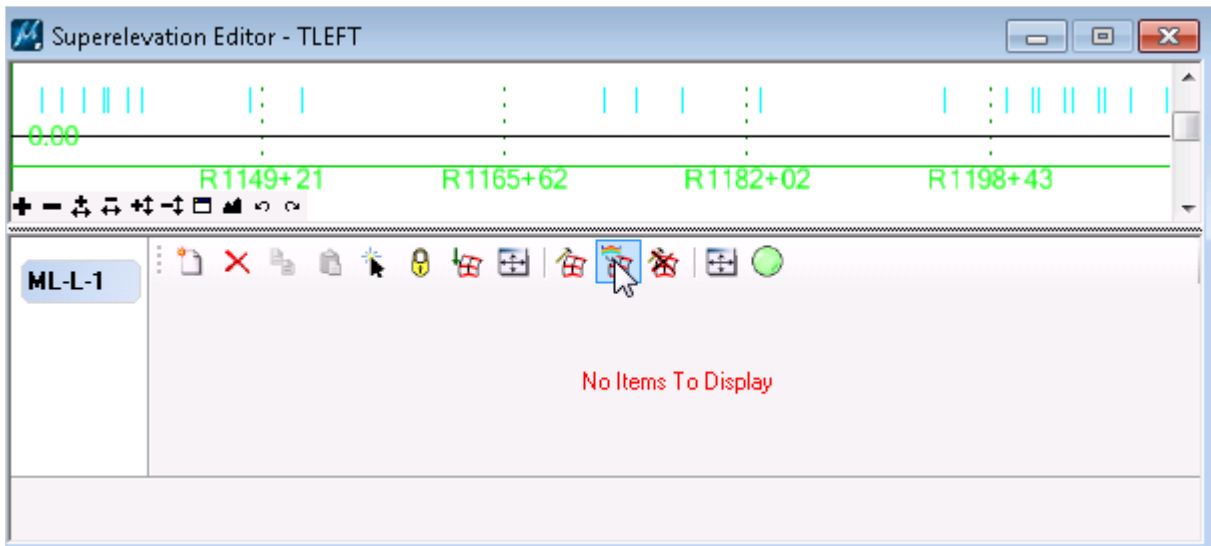 Superelevation Editor - TLEFT
0.00
R1149+21 R1165+62 R1182+02 R1198+43
ML-L-1
No Items To Display